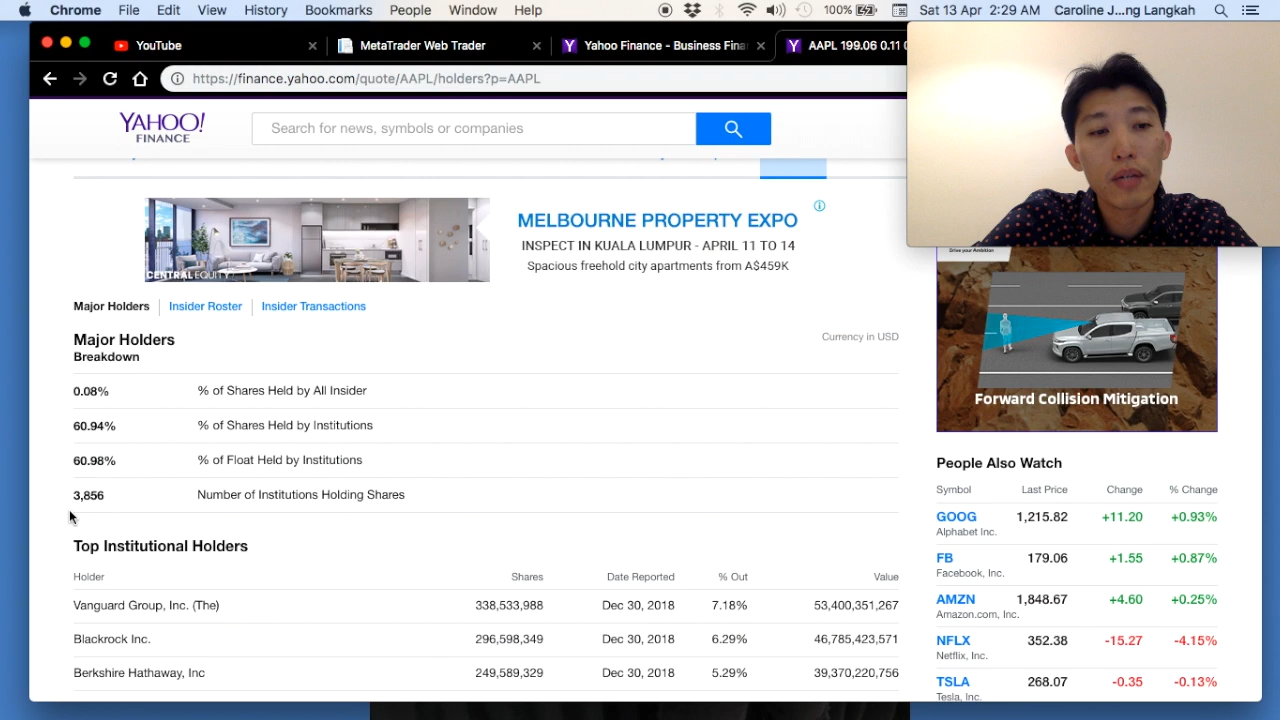 Chrome File Edit View History Bookmarks People Window Help 100% Sat 13 Apr 2:29 AM Caroline J...ng Langkah
YouTube
MetaTrader Web Trader
Yahoo Finance - Business Fina
AAPL 199.06 0.11 0
https://finance.yahoo.com/quote/AAPL/holders?p=AAPL
YAHOO!
FINANCE
Search for news, symbols or companies
MELBOURNE PROPERTY EXPO
INSPECT IN KUALA LUMPUR - APRIL 11 TO 14
Spacious freehold city apartments from A$459K
CENTRALEQUITY
Major Holders
Insider Roster
Insider Transactions
Major Holders
Currency in USD
Breakdown
0.08% % of Shares Held by All Insider
60.94% % of Shares Held by Institutions
60.98% % of Float Held by Institutions
3,856 Number of Institutions Holding Shares
Top Institutional Holders
Holder Shares Date Reported % Out Value
Vanguard Group, Inc. (The) 338,533,988 Dec 30, 2018 7.18% 53,400,351,267
Blackrock Inc. 296,598,349 Dec 30, 2018 6.29% 46,785,423,571
Berkshire Hathaway, Inc 249,589,329 Dec 30, 2018 5.29% 39,370,220,756
Drive your Ambition
Forward Collision Mitigation
People Also Watch
Symbol Last Price Change % Change
GOOG 1,215.82 +11.20 +0.93%
Alphabet Inc.
FB 179.06 +1.55 +0.87%
Facebook, Inc.
AMZN 1,848.67 +4.60 +0.25%
Amazon.com, Inc.
NFLX 352.38 -15.27 -4.15%
Netflix, Inc.
TSLA 268.07 -0.35 -0.13%
Tesla, Inc.